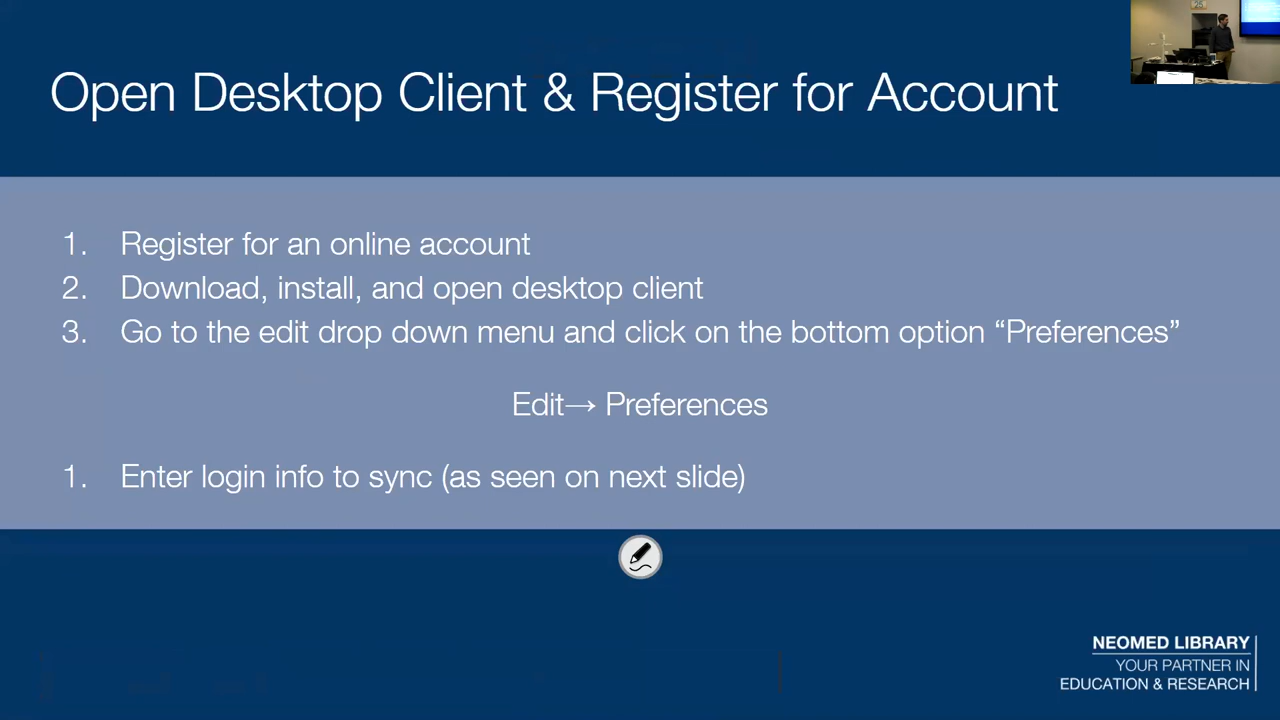 Open Desktop Client & Register for Account
1. Register for an online account
2. Download, install, and open desktop client
3. Go to the edit drop down menu and click on the bottom option “Preferences”
Edit→ Preferences
1. Enter login info to sync (as seen on next slide)
NEOMED LIBRARY
YOUR PARTNER IN
EDUCATION & RESEARCH